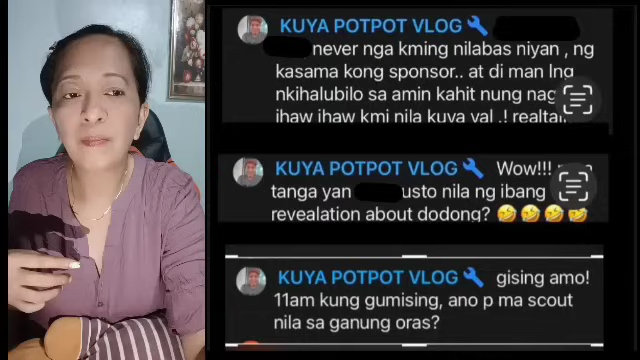 KUYA POTPOT VLOG
never nga kming nilabas niyan , ng
kasama kong sponsor.. at di man lng
nkihalubilo sa amin kahit nung nag
ihaw ihaw kmi nila kuya val .!
KUYA POTPOT VLOG Wow!!!
tanga yan usto nila ng ibang
revealation about dodong? 🤣🤣🤣🤣
KUYA POTPOT VLOG gising amo!
11am kung gumising, ano p ma scout
nila sa ganung oras?